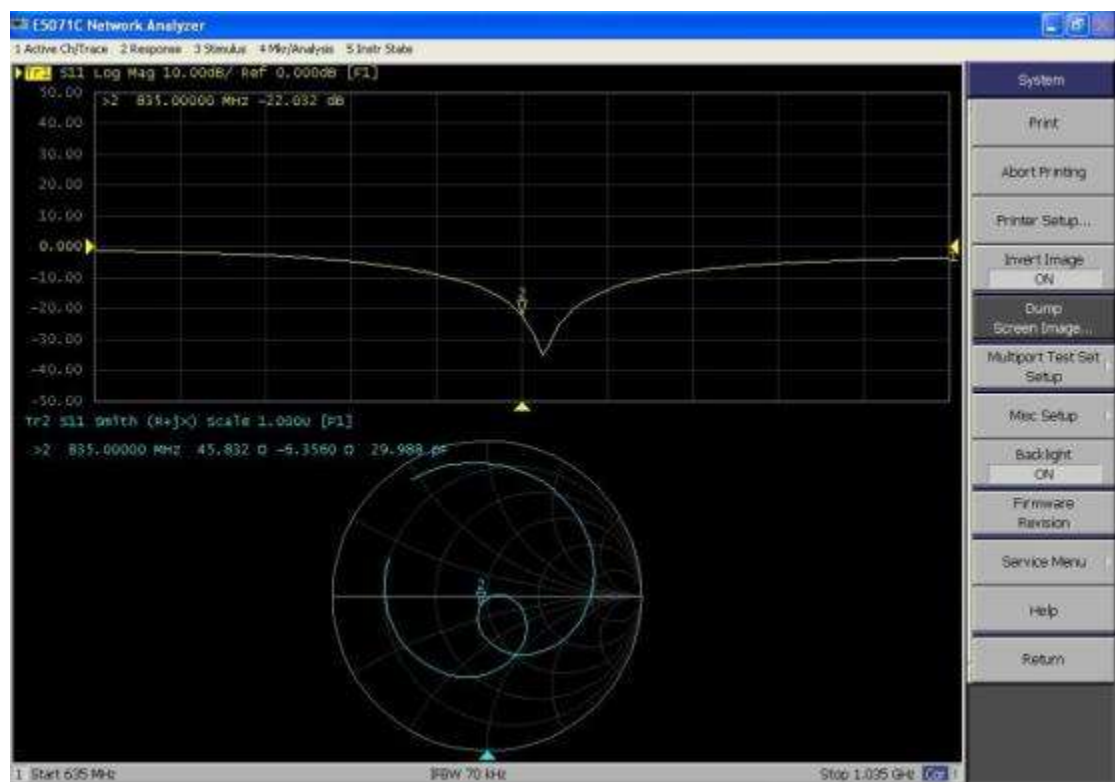 E5071C Network Analyzer
1 Active Ch/Trace 2 Response 3 Stimulus 4 Mkr/Analysis 5 Instr State
Tr1 S11 Log Mag 10.00dB/ Ref 0.000dB [F1]
50.00
>2 835.00000 MHz -22.032 dB
40.00
30.00
20.00
10.00
0.000
-10.00
-20.00
-30.00
-40.00
-50.00
2
1
Tr2 S11 Smith (R+jX) Scale 1.000U [F1]
>2 835.00000 MHz 45.832 Ω -6.3560 Ω 29.988 pF
2
1 Start 635 MHz IFBW 70 kHz Stop 1.035 GHz Cor
System
Print
Abort Printing
Printer Setup...
Invert Image
ON
Dump
Screen Image...
Multiport Test Set
Setup
Misc Setup
Backlight
ON
Firmware
Revision
Service Menu
Help
Return